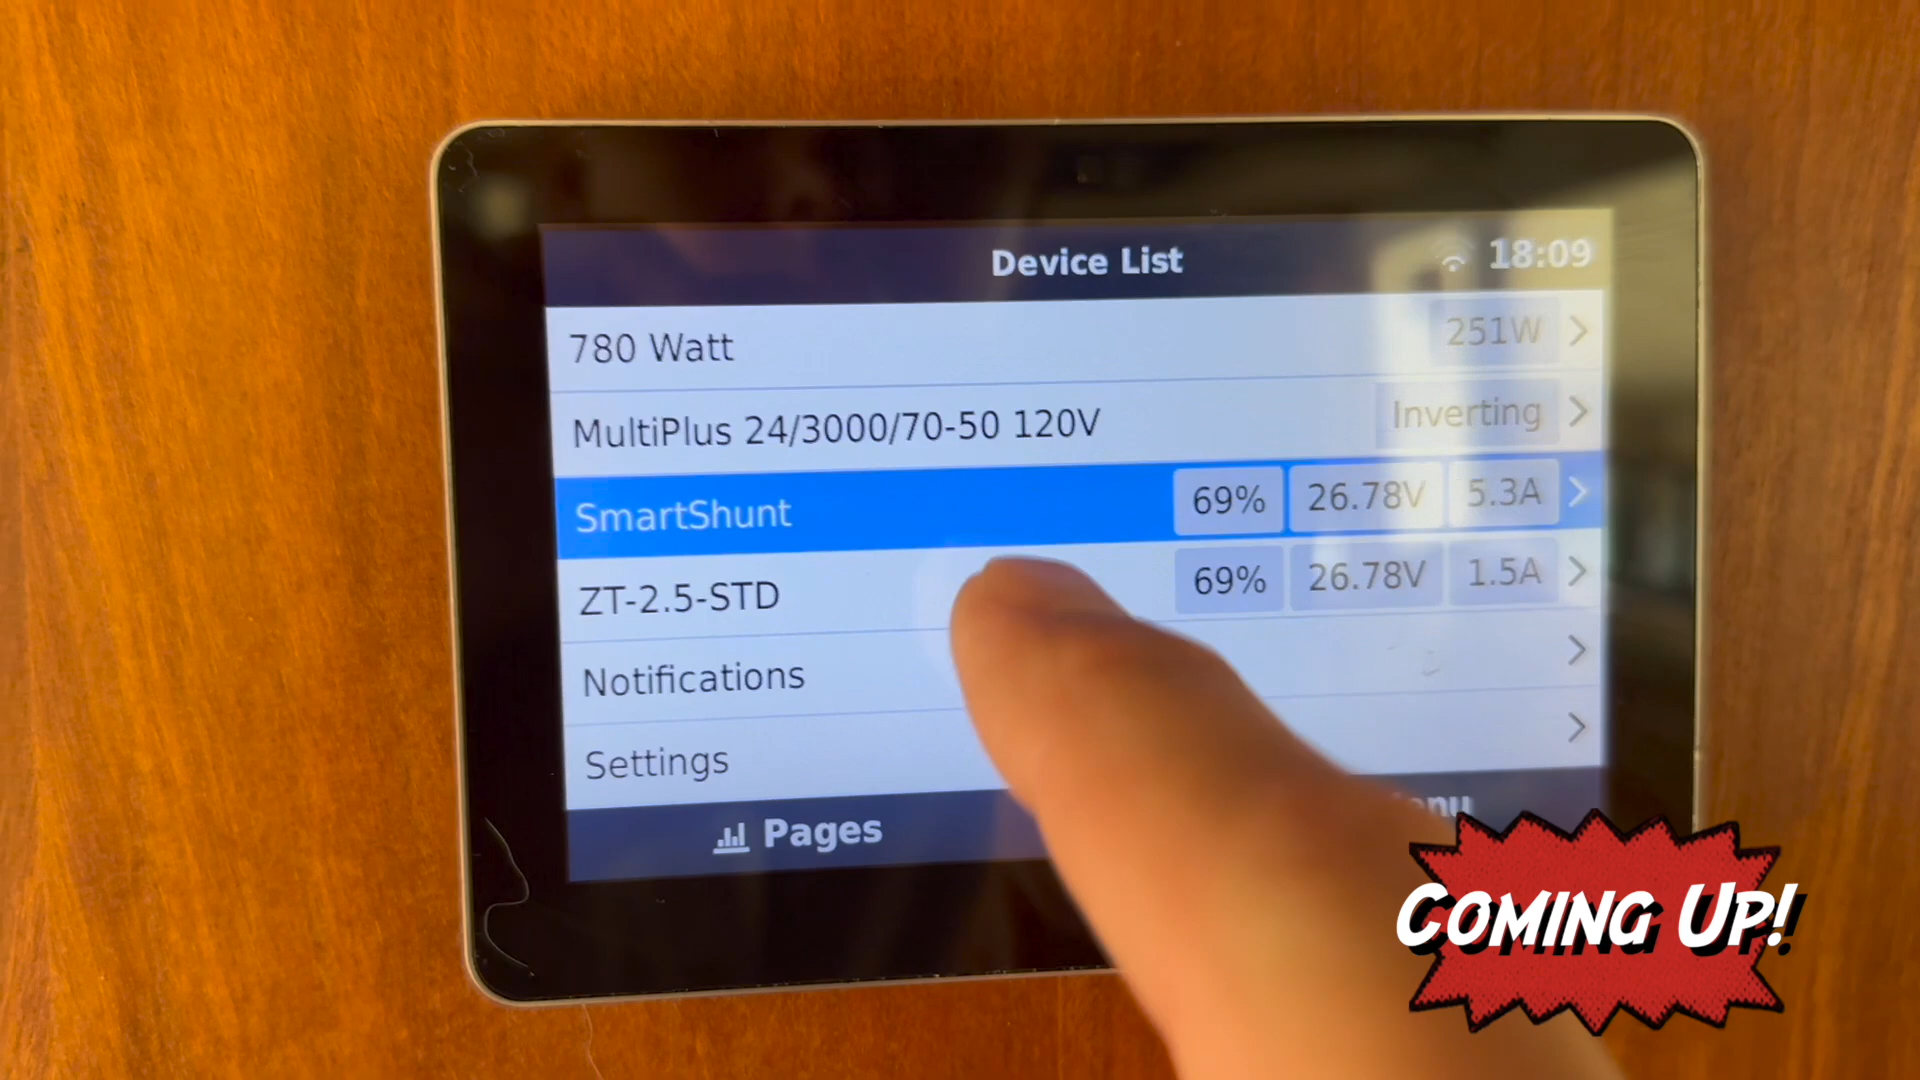 Device List
18:09
780 Watt 251W
MultiPlus 24/3000/70-50 120V Inverting
SmartShunt 69% 26.78V 5.3A
ZT-2.5-STD 69% 26.78V 1.5A
Notifications
Settings
Pages
COMING UP!